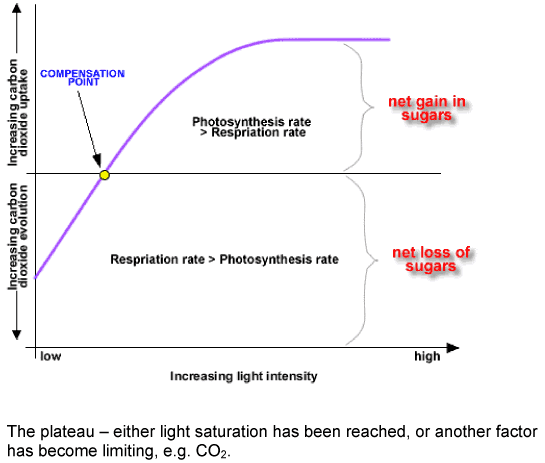 Increasing carbon
dioxide uptake
COMPENSATION
POINT
Photosynthesis rate
> Respriation rate
net gain in
sugars
Increasing carbon
dioxide evolution
Respriation rate > Photosynthesis rate
net loss of
sugars
low
high
Increasing light intensity
The plateau – either light saturation has been reached, or another factor
has become limiting, e.g. CO₂.